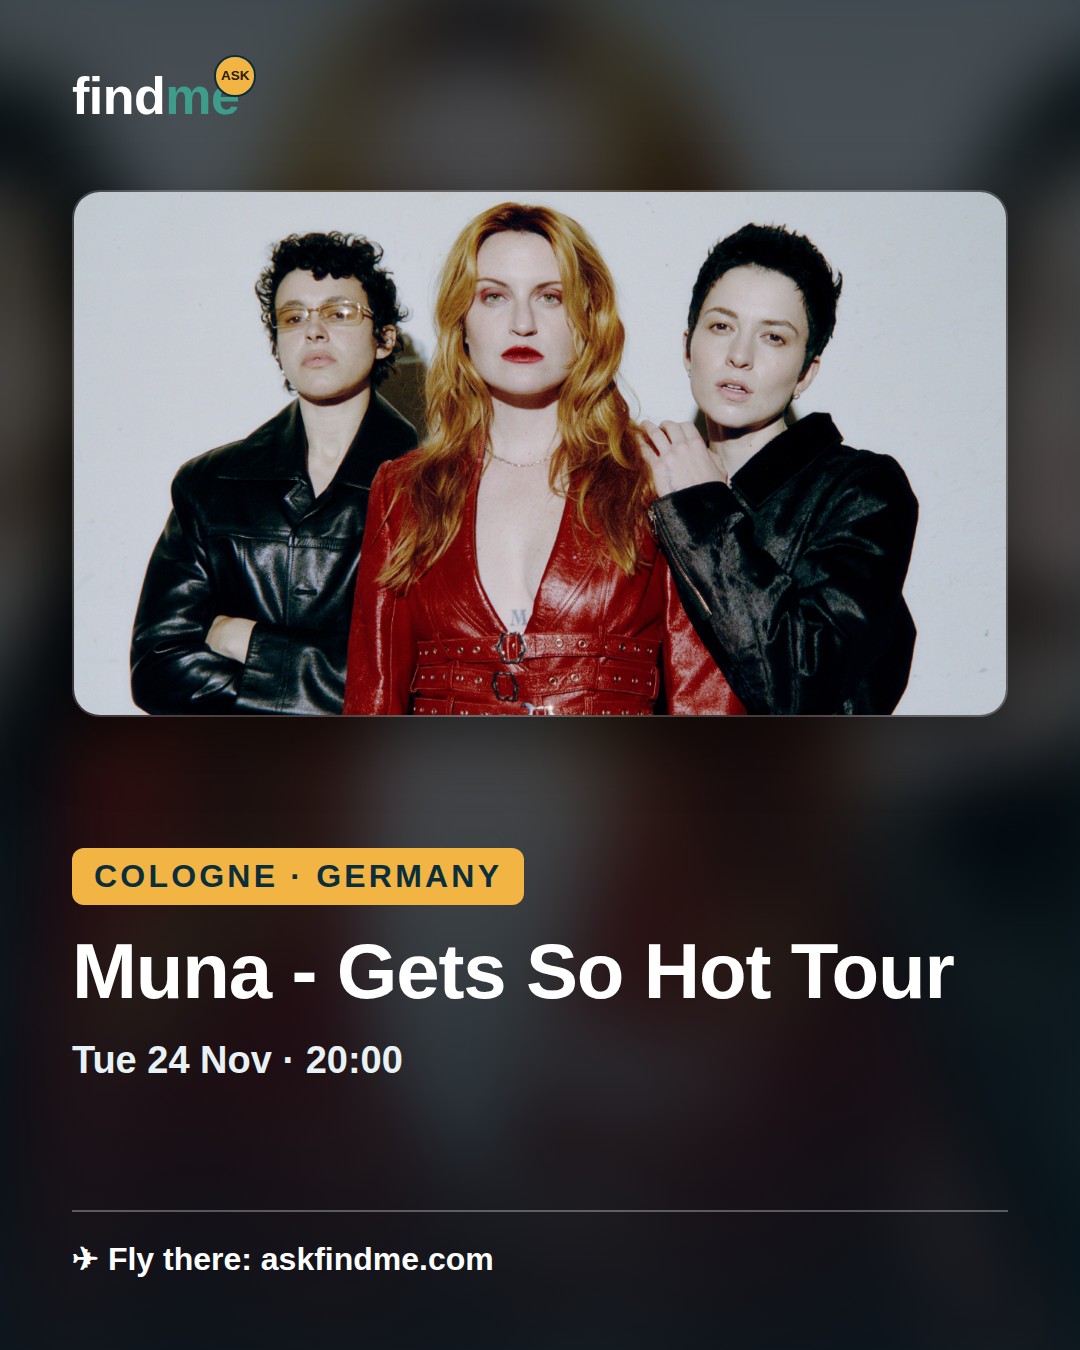 findme
ASK
M
COLOGNE · GERMANY
Muna - Gets So Hot Tour
Tue 24 Nov · 20:00
✈ Fly there: askfindme.com